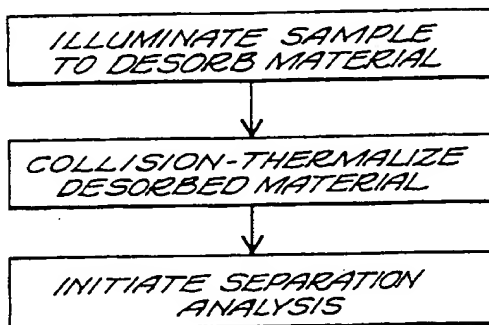 ILLUMINATE SAMPLE
TO DESORB MATERIAL
COLLISION-THERMALIZE
DESORBED MATERIAL
INITIATE SEPARATION
ANALYSIS